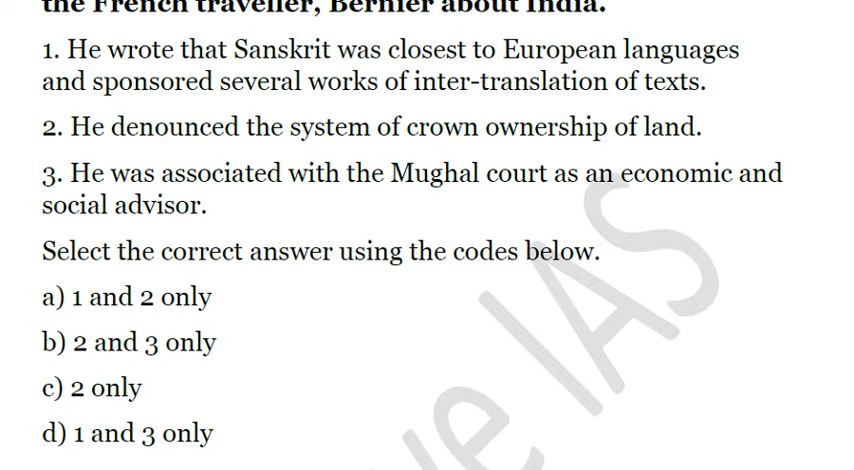 the French traveller, Bernier about India.
1. He wrote that Sanskrit was closest to European languages
and sponsored several works of inter-translation of texts.
2. He denounced the system of crown ownership of land.
3. He was associated with the Mughal court as an economic and
social advisor.
Select the correct answer using the codes below.
a) 1 and 2 only
b) 2 and 3 only
c) 2 only
d) 1 and 3 only
ve IAS